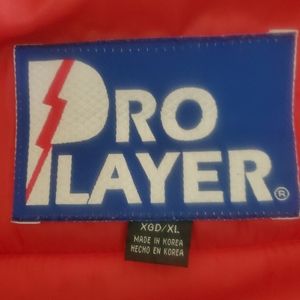 PRO
PLAYER®
XGD/XL
MADE IN KOREA
HECHO EN KOREA